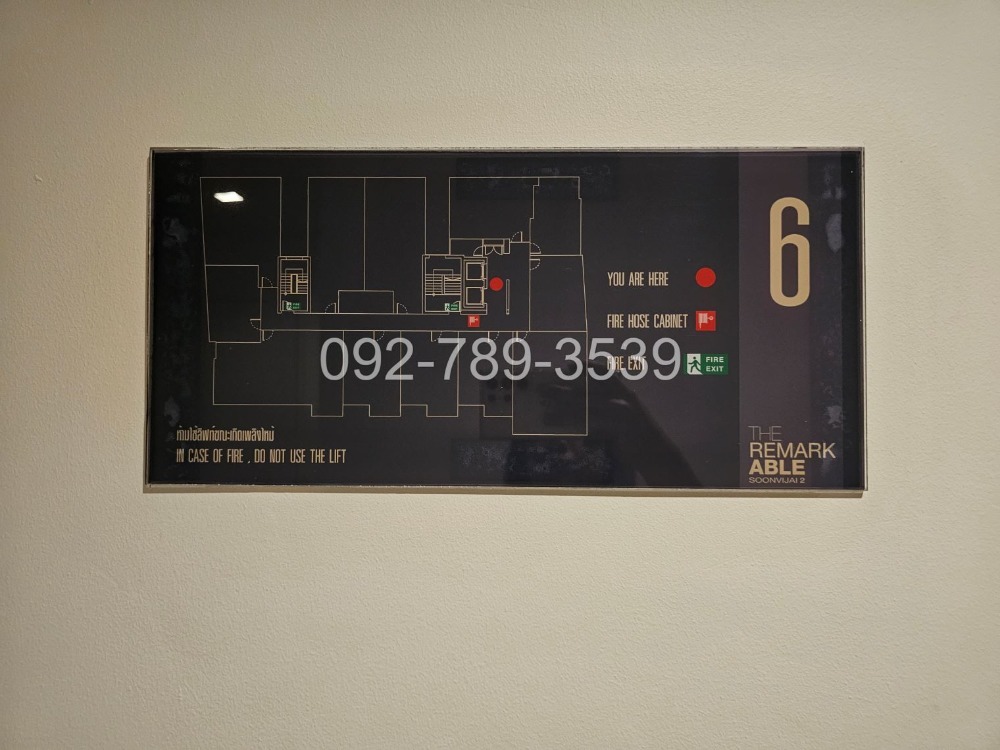 6
YOU ARE HERE
FIRE HOSE CABINET
FIRE EXIT
FIRE
EXIT
092-789-3539
ห้ามใช้ลิฟท์ขณะเกิดเพลิงไหม้
IN CASE OF FIRE , DO NOT USE THE LIFT
THE
REMARK
ABLE
SOONVIJAI 2